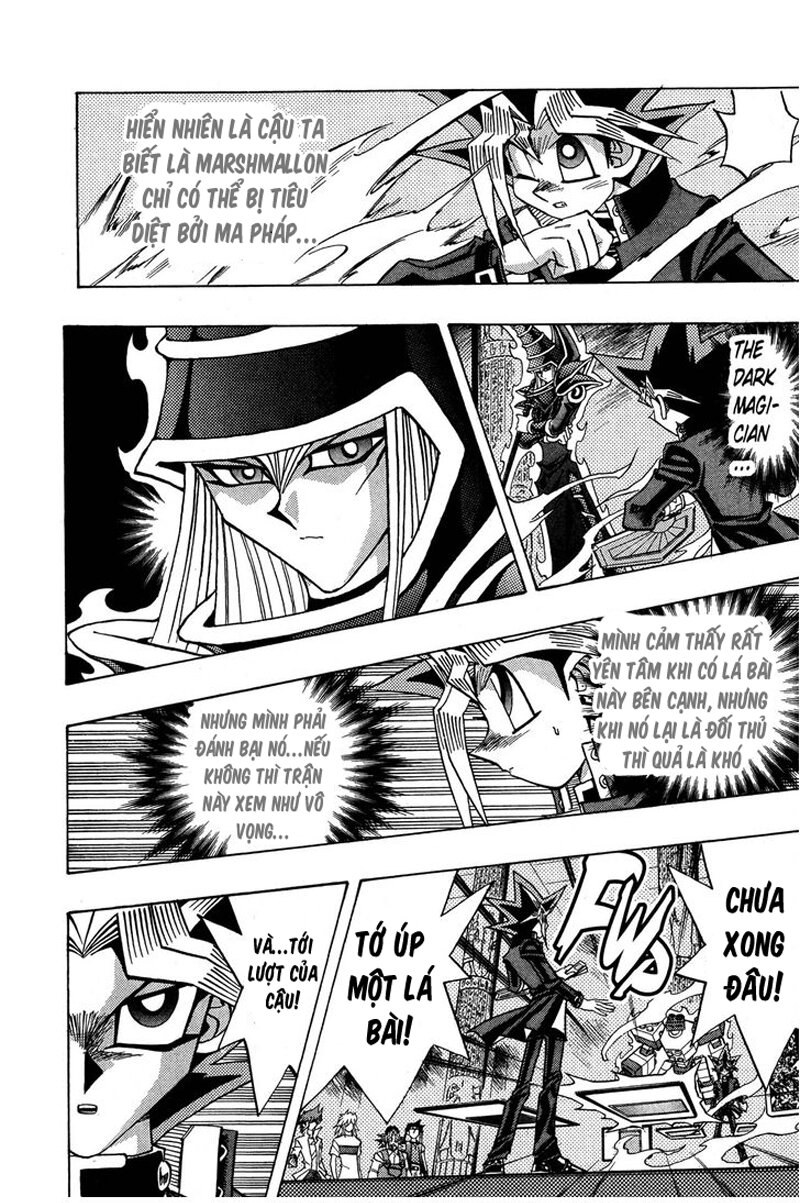 HIỂN NHIÊN LÀ CẬU TA
BIẾT LÀ MARSHMALLON
CHỈ CÓ THỂ BỊ TIÊU
DIỆT BỞI MA PHÁP...
THE
DARK
MAGI-
CIAN
...
MÌNH CẢM THẤY RẤT
YÊN TÂM KHI CÓ LÁ BÀI
NÀY BÊN CẠNH, NHƯNG
KHI NÓ LẠI LÀ ĐỐI THỦ
THÌ QUẢ LÀ KHÓ
NHƯNG MÌNH PHẢI
ĐÁNH BẠI NÓ...NẾU
KHÔNG THÌ TRẬN
NÀY XEM NHƯ VÔ
VỌNG...
CHƯA
XONG
ĐÂU!
FWP
TỚ ÚP
MỘT LÁ
BÀI!
VÀ...TỚI
LƯỢT CỦA
CẬU!